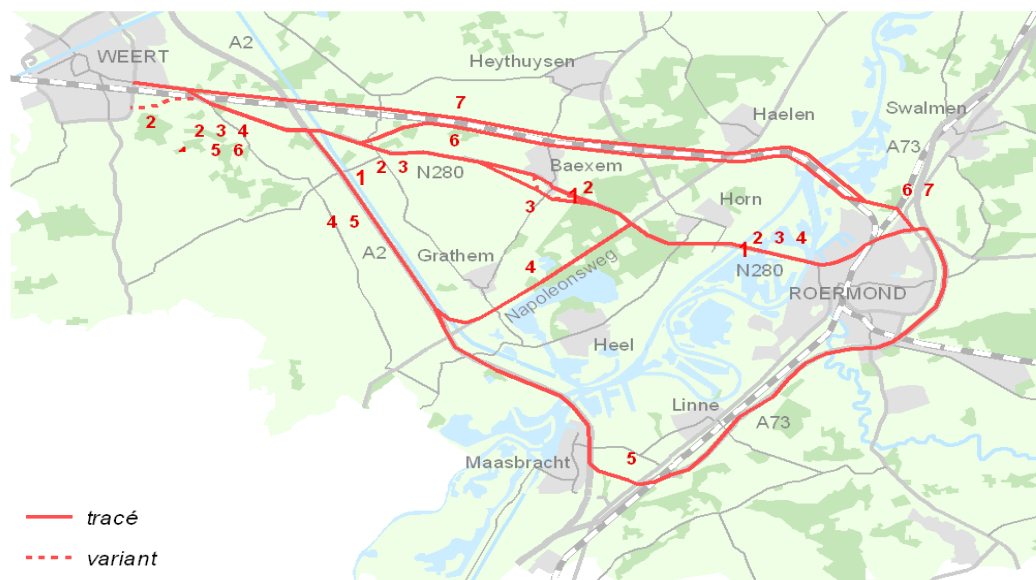 WEERT
A2
Heythuysen
7
Haelen
Swalmen
2
2 3 4
5 6
6
A73
1
2 3
N280
Baexem
1 2
6 7
3
Horn
4 5
A2
Grathem
4
Napoleonsweg
1
2 3 4
N280
ROERMOND
Heel
Linne
A73
Maasbracht
5
tracé
variant